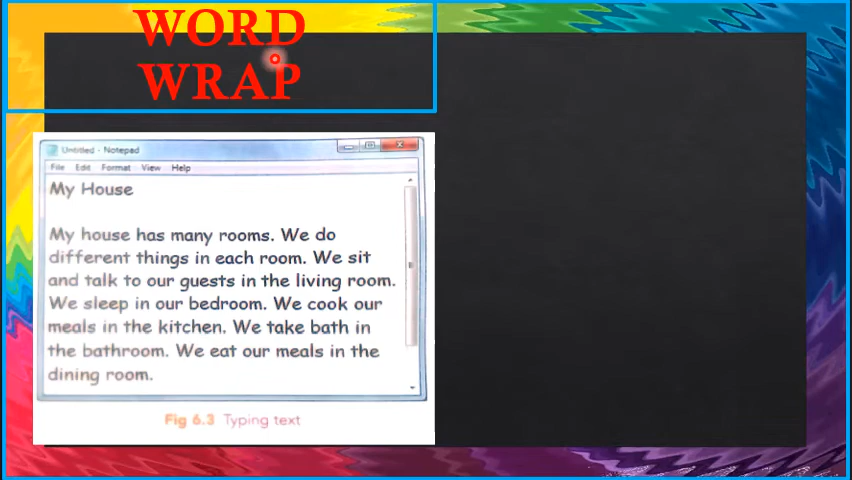 WORD
WRAP
Untitled - Notepad
File Edit Format View Help
My House
My house has many rooms. We do
different things in each room. We sit
and talk to our guests in the living room.
We sleep in our bedroom. We cook our
meals in the kitchen. We take bath in
the bathroom. We eat our meals in the
dining room.
Fig 6.3 Typing text